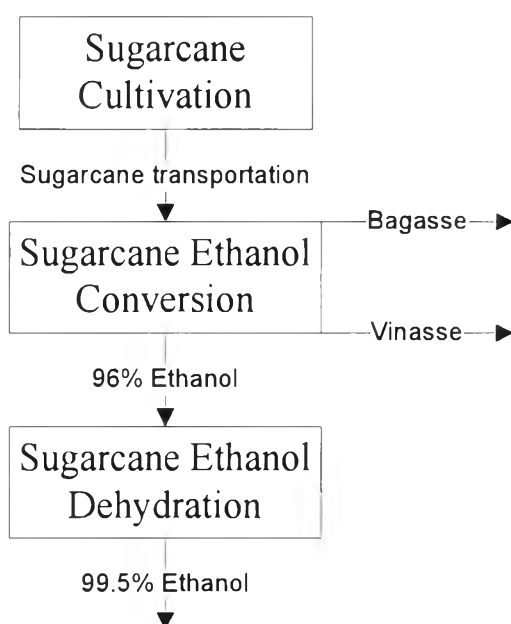 Sugarcane
Cultivation
Sugarcane transportation
Bagasse
Sugarcane Ethanol
Conversion
Vinasse
96% Ethanol
Sugarcane Ethanol
Dehydration
99.5% Ethanol